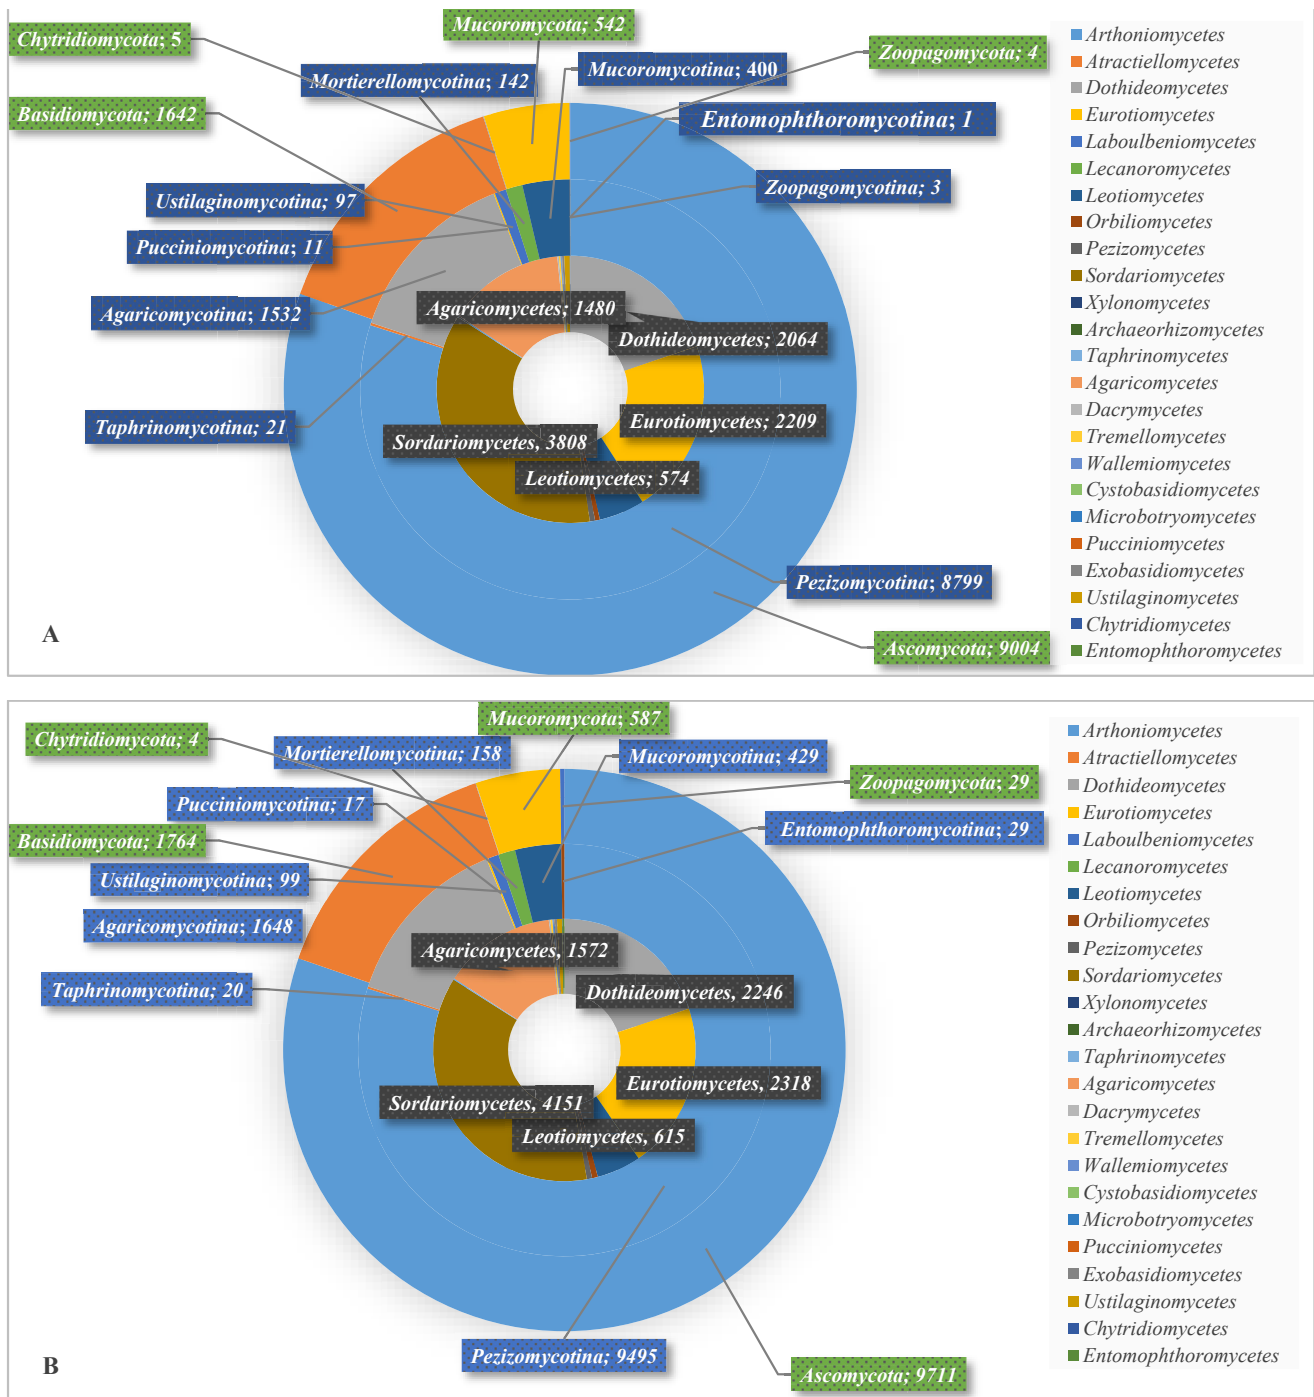 Chytridiomycota; 5
Mucoromycota; 542
Zoopagomycota; 4
Mortierellomycotina; 142
Mucoromycotina; 400
Basidiomycota; 1642
Entomophthoromycotina; 1
Ustilaginomycotina; 97
Zoopagomycotina; 3
Pucciniomycotina; 11
Agaricomycotina; 1532
Agaricomycetes; 1480
Dothideomycetes; 2064
Taphrinomycotina; 21
Eurotiomycetes; 2209
Sordariomycetes, 3808
Leotiomycetes; 574
Pezizomycotina; 8799
Ascomycota; 9004
A
Arthoniomycetes
Atractiellomycetes
Dothideomycetes
Eurotiomycetes
Laboulbeniomycetes
Lecanoromycetes
Leotiomycetes
Orbiliomycetes
Pezizomycetes
Sordariomycetes
Xylonomycetes
Archaeorhizomycetes
Taphrinomycetes
Agaricomycetes
Dacrymycetes
Tremellomycetes
Wallemiomycetes
Cystobasidiomycetes
Microbotryomycetes
Pucciniomycetes
Exobasidiomycetes
Ustilaginomycetes
Chytridiomycetes
Entomophthoromycetes
Mucoromycota; 587
Chytridiomycota; 4
Mortierellomycotina; 158
Mucoromycotina; 429
Zoopagomycota; 29
Pucciniomycotina; 17
Entomophthoromycotina; 29
Basidiomycota; 1764
Ustilaginomycotina; 99
Agaricomycotina; 1648
Agaricomycetes, 1572
Taphrinomycotina; 20
Dothideomycetes, 2246
Eurotiomycetes, 2318
Sordariomycetes, 4151
Leotiomycetes, 615
Pezizomycotina; 9495
Ascomycota; 9711
B
Arthoniomycetes
Atractiellomycetes
Dothideomycetes
Eurotiomycetes
Laboulbeniomycetes
Lecanoromycetes
Leotiomycetes
Orbiliomycetes
Pezizomycetes
Sordariomycetes
Xylonomycetes
Archaeorhizomycetes
Taphrinomycetes
Agaricomycetes
Dacrymycetes
Tremellomycetes
Wallemiomycetes
Cystobasidiomycetes
Microbotryomycetes
Pucciniomycetes
Exobasidiomycetes
Ustilaginomycetes
Chytridiomycetes
Entomophthoromycetes